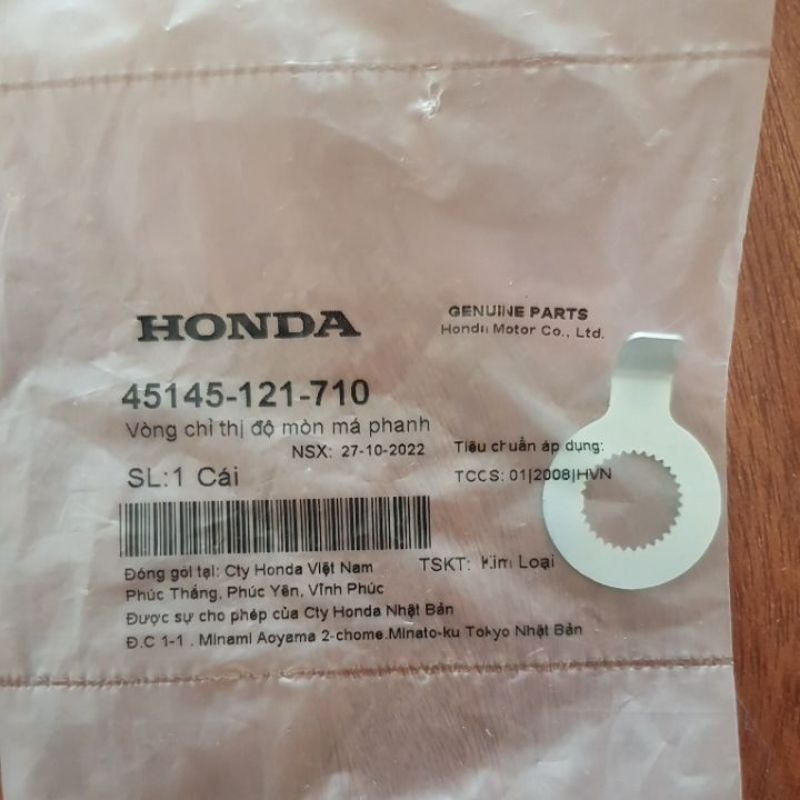 HONDA
GENUINE PARTS
Honda Motor Co., Ltd.
45145-121-710
Vòng chỉ thị độ mòn má phanh
NSX: 27-10-2022
Tiêu chuẩn áp dụng:
SL:1 Cái
TCCS: 01|2008|HVN
Đóng gói tại: Cty Honda Việt Nam
TSKT: Kim Loại
Phúc Thắng, Phúc Yên, Vĩnh Phúc
Được sự cho phép của Cty Honda Nhật Bản
Đ.C 1-1 . Minami Aoyama 2-chome.Minato-ku Tokyo Nhật Bản